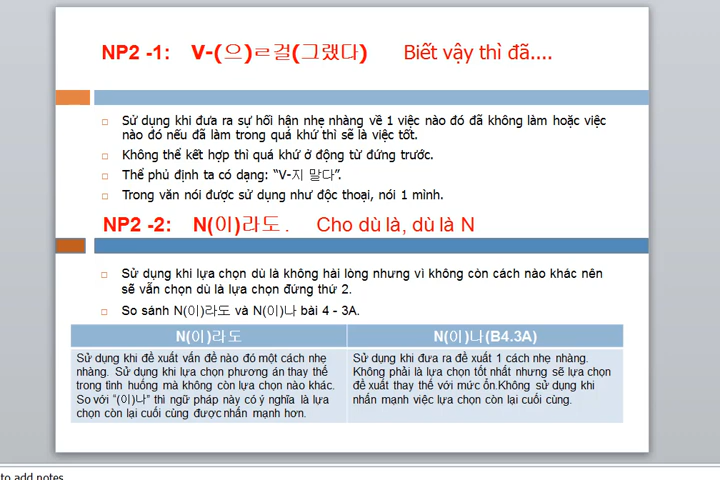 NP2 -1: V-(으)ㄹ걸(그랬다) Biết vậy thì đã....
Sử dụng khi đưa ra sự hối hận nhẹ nhàng về 1 việc nào đó đã không làm hoặc việc
nào đó nếu đã làm trong quá khứ thì sẽ là việc tốt.
Không thể kết hợp thì quá khứ ở động từ đứng trước.
Thể phủ định ta có dạng: “V-지 말다”.
Trong văn nói được sử dụng như độc thoại, nói 1 mình.
NP2 -2: N(이)라도. Cho dù là, dù là N
Sử dụng khi lựa chọn dù là không hài lòng nhưng vì không còn cách nào khác nên
sẽ vẫn chọn dù là lựa chọn đứng thứ 2.
So sánh N(이)라도 và N(이)나 bài 4 - 3A.
N(이)라도
Sử dụng khi đề xuất vấn đề nào đó một cách nhẹ
nhàng. Sử dụng khi lựa chọn phương án thay thế
trong tình huống mà không còn lựa chọn nào khác.
So với “(이)나” thì ngữ pháp này có ý nghĩa là lựa
chọn còn lại cuối cùng được nhấn mạnh hơn.
N(이)나(B4.3A)
Sử dụng khi đưa ra đề xuất 1 cách nhẹ nhàng.
Không phải là lựa chọn tốt nhất nhưng sẽ lựa chọn
đề xuất thay thế với mức ổn.Không sử dụng khi
nhấn mạnh việc lựa chọn còn lại cuối cùng.
to add notes